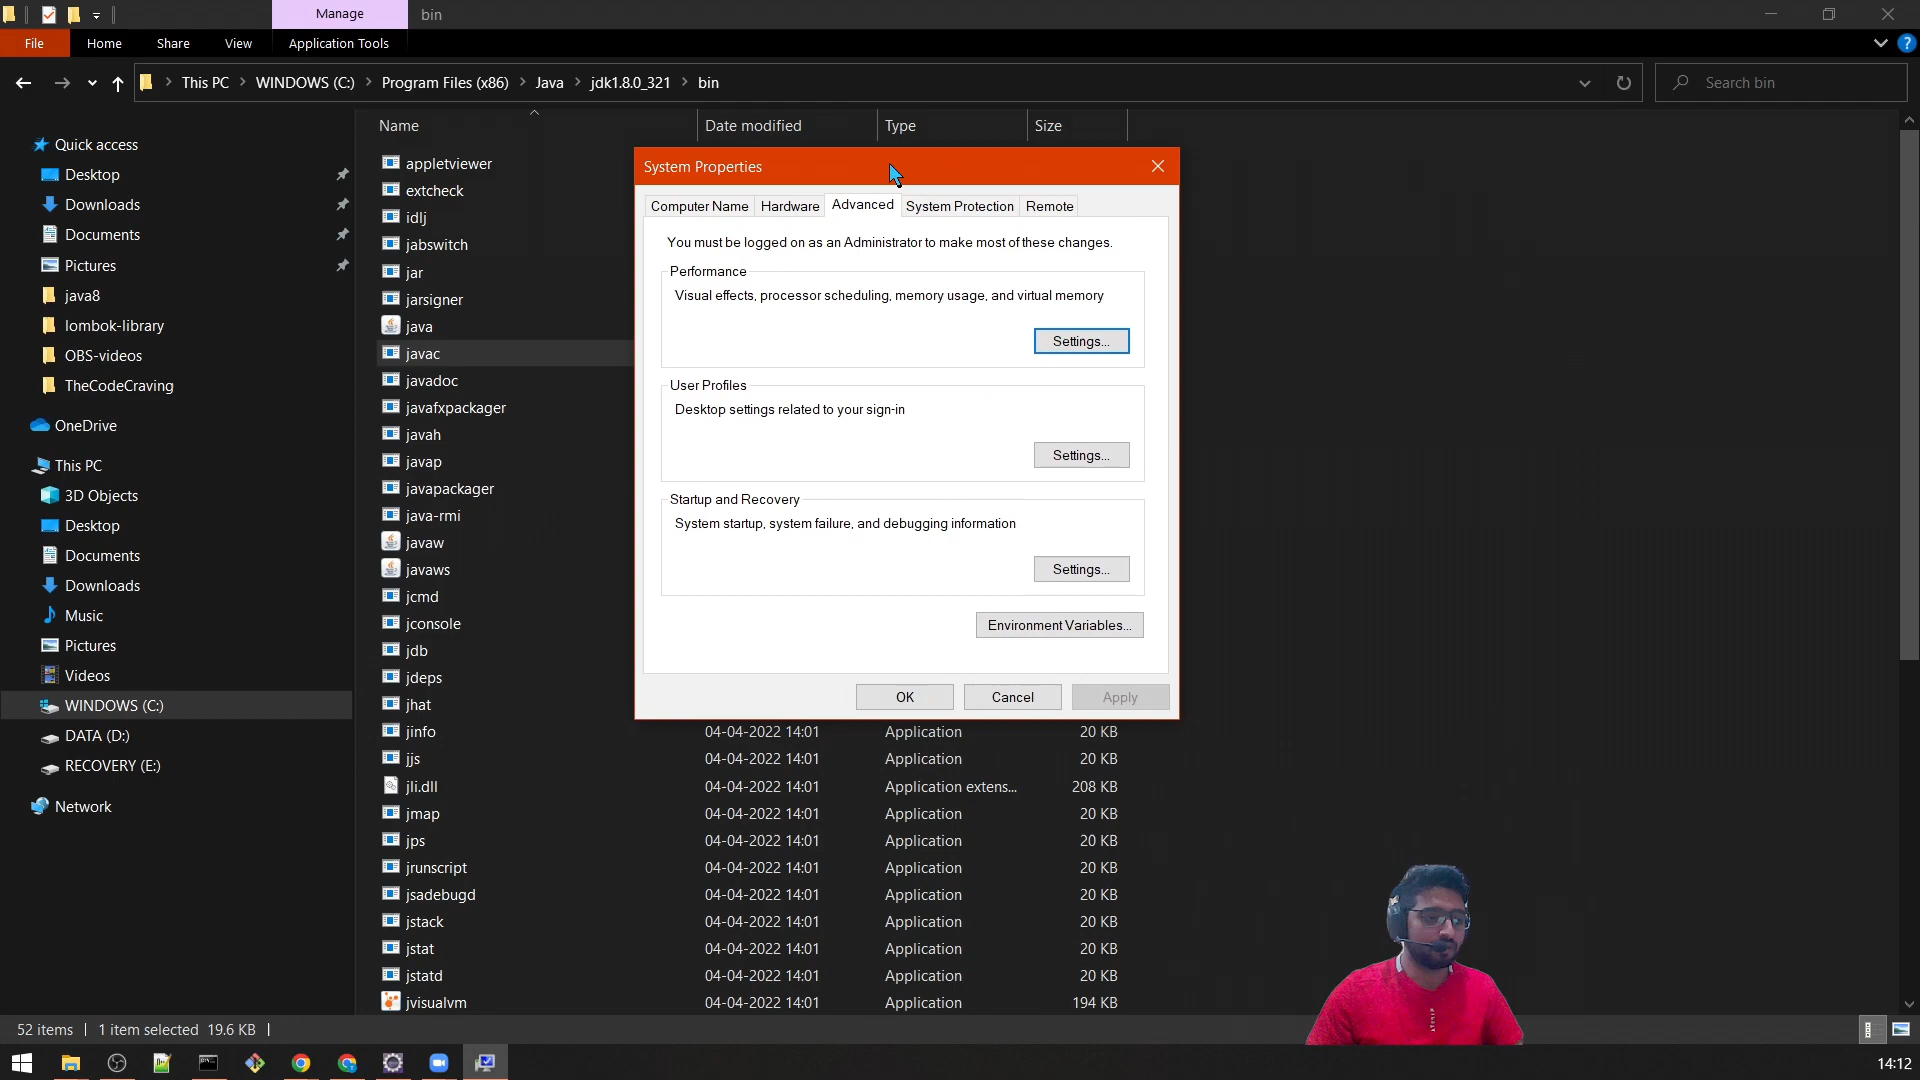 Manage
bin
File
Home
Share
View
Application Tools
This PC
WINDOWS (C:)
Program Files (x86)
Java
jdk1.8.0_321
bin
Search bin
Quick access
Desktop
Downloads
Documents
Pictures
java8
lombok-library
OBS-videos
TheCodeCraving
OneDrive
This PC
3D Objects
Desktop
Documents
Downloads
Music
Pictures
Videos
WINDOWS (C:)
DATA (D:)
RECOVERY (E:)
Network
Name Date modified Type Size
appletviewer
extcheck
idlj
jabswitch
jar
jarsigner
java
javac
javadoc
javafxpackager
javah
javap
javapackager
java-rmi
javaw
javaws
jcmd
jconsole
jdb
jdeps
jhat
jinfo 04-04-2022 14:01 Application 20 KB
jjs 04-04-2022 14:01 Application 20 KB
jli.dll 04-04-2022 14:01 Application extens... 208 KB
jmap 04-04-2022 14:01 Application 20 KB
jps 04-04-2022 14:01 Application 20 KB
jrunscript 04-04-2022 14:01 Application 20 KB
jsadebugd 04-04-2022 14:01 Application 20 KB
jstack 04-04-2022 14:01 Application 20 KB
jstat 04-04-2022 14:01 Application 20 KB
jstatd 04-04-2022 14:01 Application 20 KB
jvisualvm 04-04-2022 14:01 Application 194 KB
System Properties
Computer Name Hardware Advanced System Protection Remote
You must be logged on as an Administrator to make most of these changes.
Performance
Visual effects, processor scheduling, memory usage, and virtual memory
Settings...
User Profiles
Desktop settings related to your sign-in
Settings...
Startup and Recovery
System startup, system failure, and debugging information
Settings...
Environment Variables...
OK Cancel Apply
52 items 1 item selected 19.6 KB
14:12